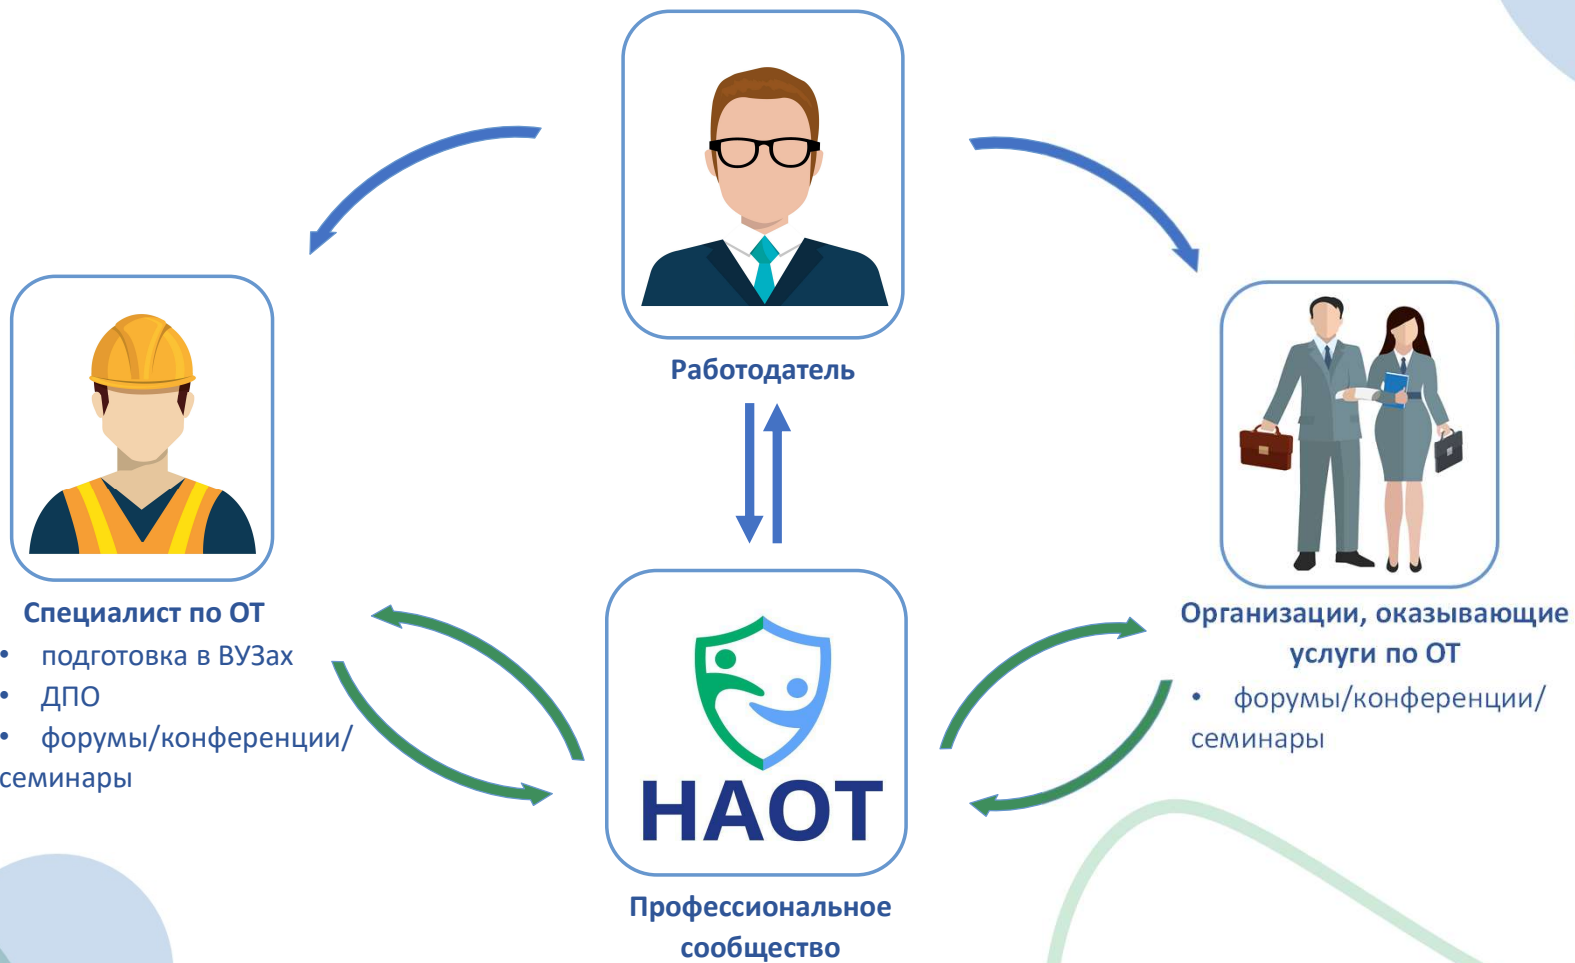 Работодатель
Специалист по ОТ
• подготовка в ВУЗах
• ДПО
• форумы/конференции/
семинары
Организации, оказывающие
услуги по ОТ
• форумы/конференции/
семинары
НАОТ
Профессиональное
сообщество